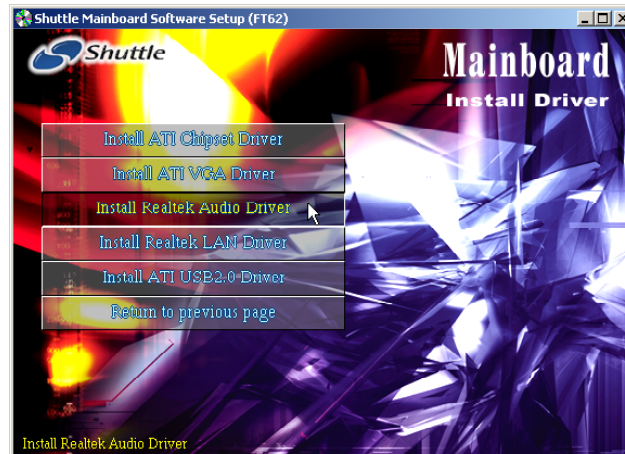 Shuttle Mainboard Software Setup (FT62)
Shuttle
Mainboard
Install Driver
Install ATI Chipset Driver
Install ATI VGA Driver
Install Realtek Audio Driver
Install Realtek LAN Driver
Install ATI USB2.0 Driver
Return to previous page
Install Realtek Audio Driver